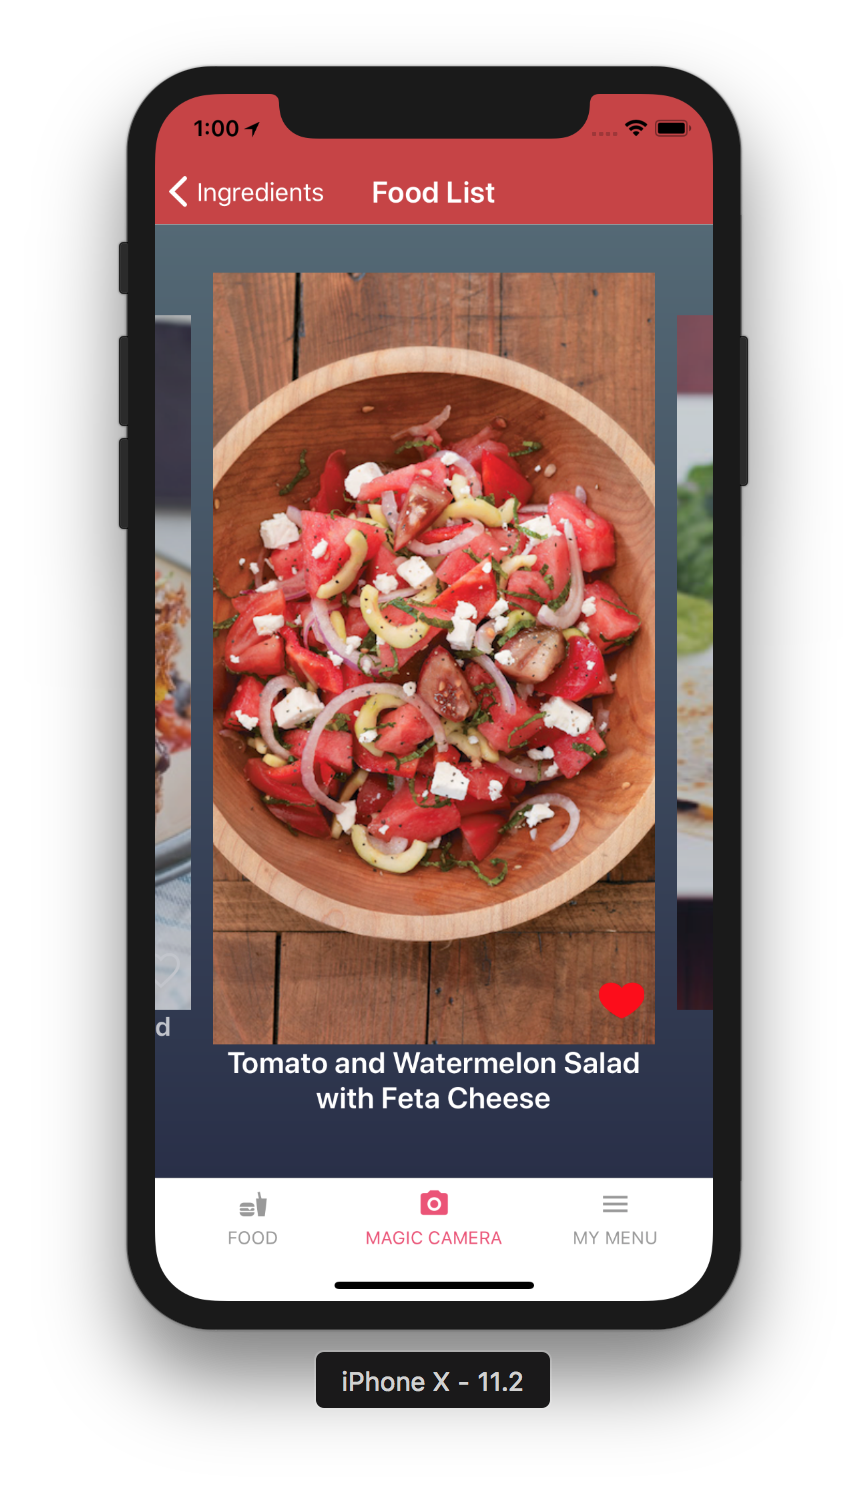 1:00
Ingredients
Food List
d
Tomato and Watermelon Salad
with Feta Cheese
FOOD
MAGIC CAMERA
MY MENU
iPhone X - 11.2